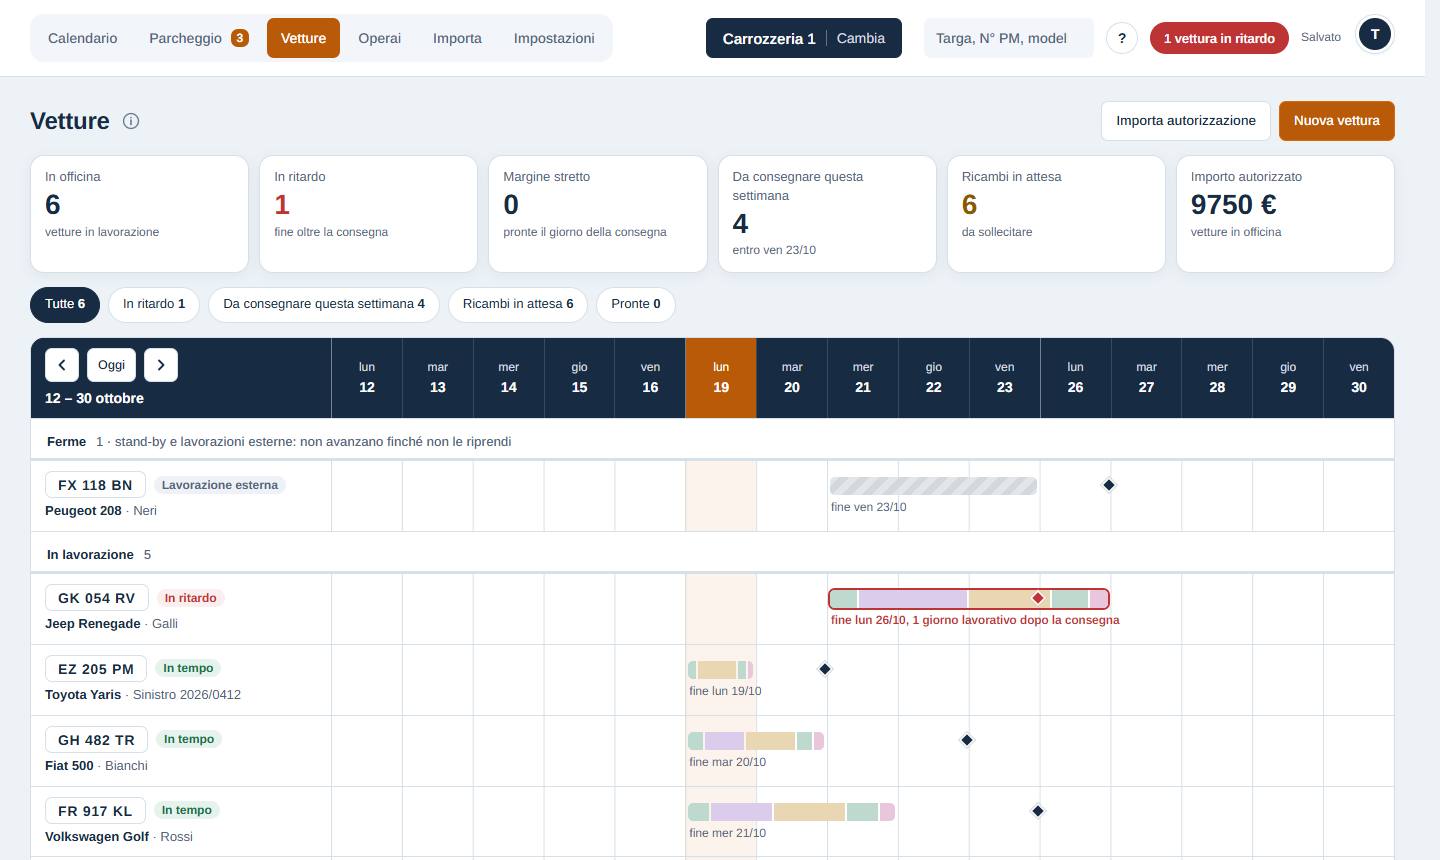 Calendario
Parcheggio 3
Vetture
Operai
Importa
Impostazioni
Carrozzeria 1 | Cambia
Targa, N° PM, model
?
1 vettura in ritardo
Salvato
T
Vetture
Importa autorizzazione
Nuova vettura
In officina
6
vetture in lavorazione
In ritardo
1
fine oltre la consegna
Margine stretto
0
pronte il giorno della consegna
Da consegnare questa
settimana
4
entro ven 23/10
Ricambi in attesa
6
da sollecitare
Importo autorizzato
9750 €
vetture in officina
Tutte 6
In ritardo 1
Da consegnare questa settimana 4
Ricambi in attesa 6
Pronte 0
Oggi
12 – 30 ottobre
lun
12
mar
13
mer
14
gio
15
ven
16
lun
19
mar
20
mer
21
gio
22
ven
23
lun
26
mar
27
mer
28
gio
29
ven
30
Ferme 1 · stand-by e lavorazioni esterne: non avanzano finché non le riprendi
FX 118 BN Lavorazione esterna
Peugeot 208 · Neri
fine ven 23/10
In lavorazione 5
GK 054 RV In ritardo
Jeep Renegade · Galli
fine lun 26/10, 1 giorno lavorativo dopo la consegna
EZ 205 PM In tempo
Toyota Yaris · Sinistro 2026/0412
fine lun 19/10
GH 482 TR In tempo
Fiat 500 · Bianchi
fine mar 20/10
FR 917 KL In tempo
Volkswagen Golf · Rossi
fine mer 21/10